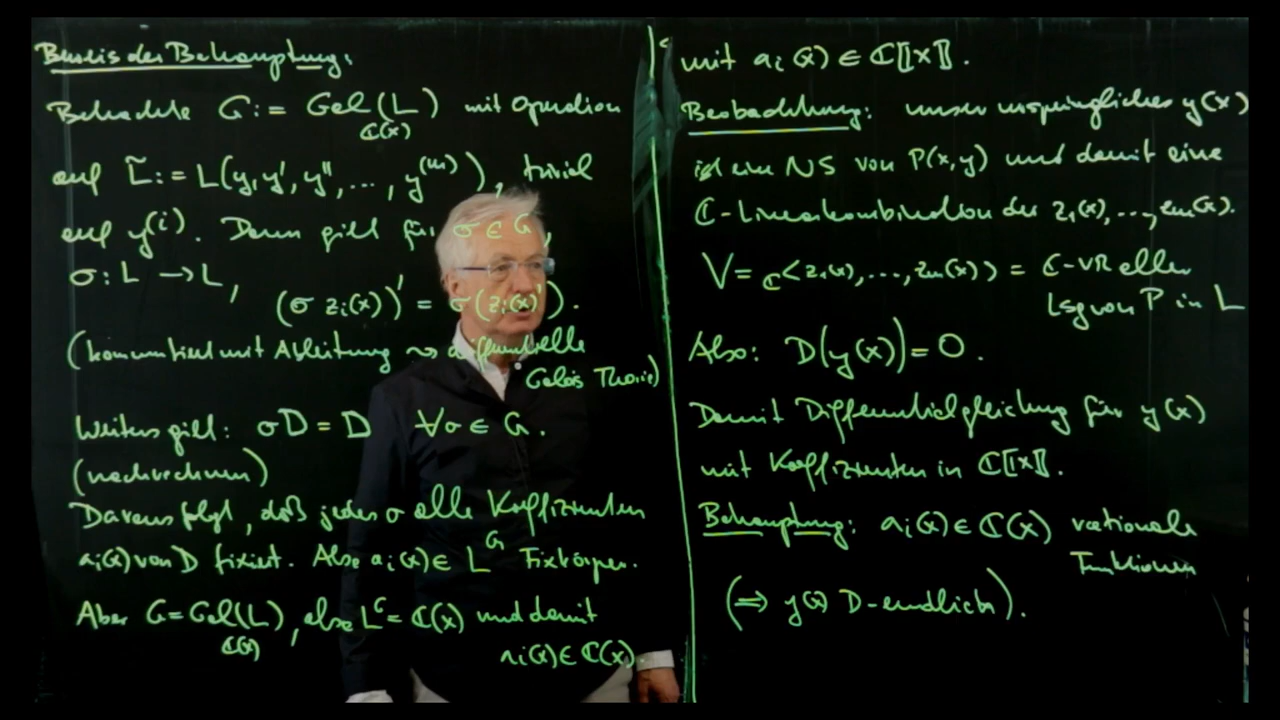 Beweis der Behauptung:
Betrachte G := Gal(L) mit Operation
ℂ(x)
auf L̃ := L(y, y', y'', ..., y^(m)), trivial
auf y^(i). Dann gilt für σ ∈ G,
σ: L → L,
(σ z_i(x))' = σ(z_i(x)').
(kommutiert mit Ableitung ⇝ differentielle
Galois Theorie)
Weiters gilt: σD = D ∀σ ∈ G.
(nachrechnen)
Daraus folgt, daß jedes σ alle Koeffizienten
a_i(x) von D fixiert. Also a_i(x) ∈ L^G Fixkörper.
Aber G = Gal(L), also L^G = ℂ(x) und damit
ℂ(x)
a_i(x) ∈ ℂ(x).
mit a_i(x) ∈ ℂ[[x]].
Beobachtung: unser ursprüngliches y(x)
ist eine NS von P(x,y) und damit eine
ℂ-Linearkombination der z_1(x), ..., z_m(x).
V = _ℂ<z_1(x), ..., z_m(x)> = ℂ-VR aller
Lsg von P in L
Also: D(y(x)) = 0.
Damit Differentialgleichung für y(x)
mit Koeffizienten in ℂ[[x]].
Behauptung: a_i(x) ∈ ℂ(x) rationale
Funktionen
(⇒ y(x) D-endlich).